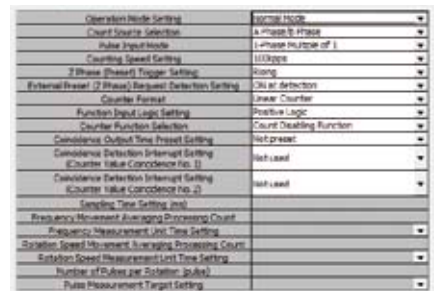 Operation Mode Setting Normal Mode
Count Source Selection A Phase/B Phase
Pulse Input Mode 1-Phase Multiple of 1
Counting Speed Setting 100kpps
Z Phase (Preset) Trigger Setting Rising
External Preset (Z Phase) Request Detection Setting ON at detection
Counter Format Linear Counter
Function Input Logic Setting Positive Logic
Counter Function Selection Count Disabling Function
Coincidence Output Time Preset Setting Not preset
Coincidence Detection Interrupt Setting
(Counter Value Coincidence No. 1) Not used
Coincidence Detection Interrupt Setting
(Counter Value Coincidence No. 2) Not used
Sampling Time Setting (ms)
Frequency Movement Averaging Processing Count
Frequency Measurement Unit Time Setting
Rotation Speed Movement Averaging Processing Count
Rotation Speed Measurement Unit Time Setting
Number of Pulses per Rotation (pulse)
Pulse Measurement Target Setting